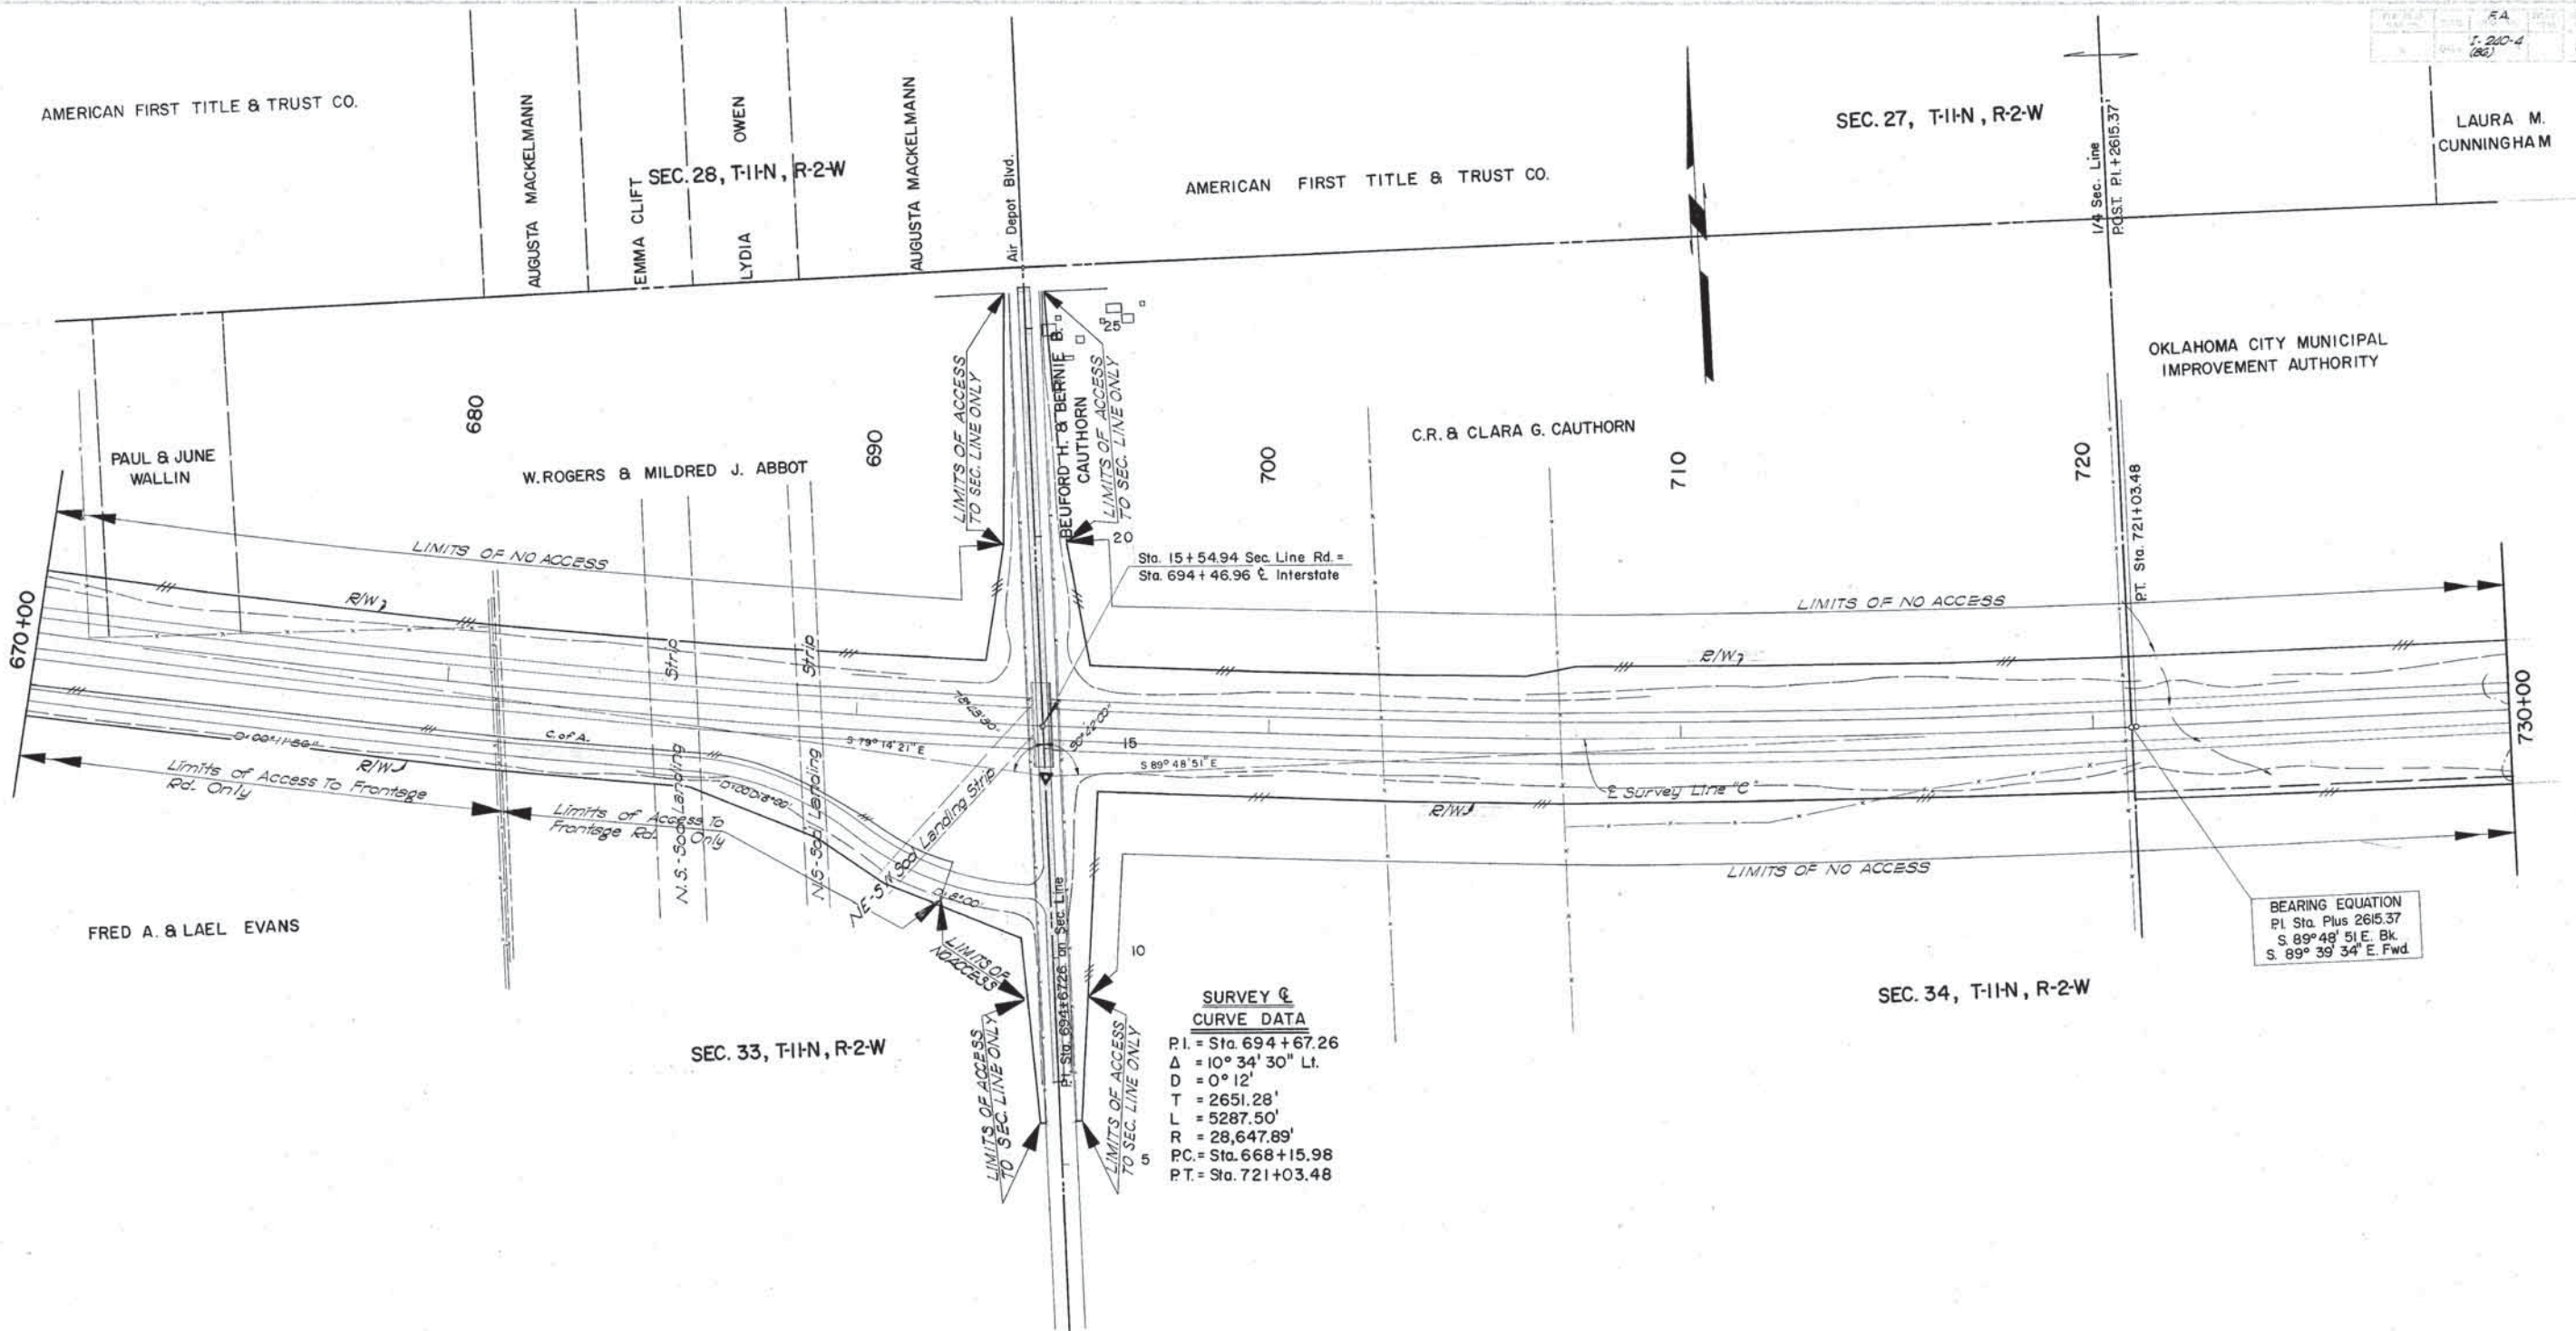 F.A.
I-240-4
AMERICAN FIRST TITLE & TRUST CO.
AUGUSTA MACKELMANN
EMMA CLIFT
LYDIA OWEN
SEC. 28, T-11-N, R-2-W
AUGUSTA MACKELMANN
Air Depot Blvd.
AMERICAN FIRST TITLE & TRUST CO.
SEC. 27, T-11-N, R-2-W
1/4 Sec. Line
P.O.S.T. P.I. + 2615.37'
LAURA M.
CUNNINGHAM
PAUL & JUNE
WALLIN
680
W. ROGERS & MILDRED J. ABBOT
690
LIMITS OF ACCESS
TO SEC. LINE ONLY
BEUFORD H. & BERNIE B.
CAUTHORN
LIMITS OF ACCESS
TO SEC. LINE ONLY
25
20
700
C.R. & CLARA G. CAUTHORN
710
720
OKLAHOMA CITY MUNICIPAL
IMPROVEMENT AUTHORITY
P.T. Sta. 721+03.48
LIMITS OF NO ACCESS
Sta. 15+54.94 Sec. Line Rd. =
Sta. 694+46.96 ℄ Interstate
LIMITS OF NO ACCESS
670+00
R/W
R/W
730+00
Strip
Strip
C. of A.
S 79° 14' 21" E
15
S 89° 48' 51" E
℄ Survey Line "C"
R/W
R/W
Limits of Access To Frontage
Rd. Only
Limits of Access To
Frontage Rd. Only
N.S.-Sod Landing
N.S-Sod Landing
NE-SW Sod Landing Strip
D=8°00'
LIMITS OF NO ACCESS
FRED A. & LAEL EVANS
LIMITS OF
NO ACCESS
P.I. Sta. 694+67.26 on Sec. Line
10
BEARING EQUATION
P.I. Sta. Plus 2615.37
S. 89° 48' 51 E. Bk.
S. 89° 39' 34" E. Fwd.
SEC. 33, T-11-N, R-2-W
SEC. 34, T-11-N, R-2-W
LIMITS OF ACCESS
TO SEC. LINE ONLY
LIMITS OF ACCESS
TO SEC. LINE ONLY
5
SURVEY ℄
CURVE DATA
P.I. = Sta. 694+67.26
Δ = 10° 34' 30" Lt.
D = 0° 12'
T = 2651.28'
L = 5287.50'
R = 28,647.89'
P.C. = Sta. 668+15.98
P.T. = Sta. 721+03.48